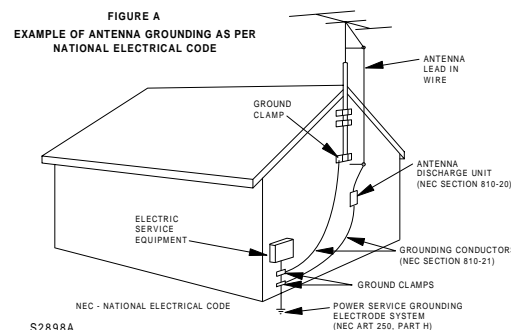 FIGURE A
EXAMPLE OF ANTENNA GROUNDING AS PER
NATIONAL ELECTRICAL CODE
ANTENNA
LEAD IN
WIRE
GROUND
CLAMP
ANTENNA
DISCHARGE UNIT
(NEC SECTION 810-20)
ELECTRIC
SERVICE
EQUIPMENT
GROUNDING CONDUCTORS
(NEC SECTION 810-21)
GROUND CLAMPS
NEC - NATIONAL ELECTRICAL CODE
POWER SERVICE GROUNDING
ELECTRODE SYSTEM
(NEC ART 250, PART H)
S2898A